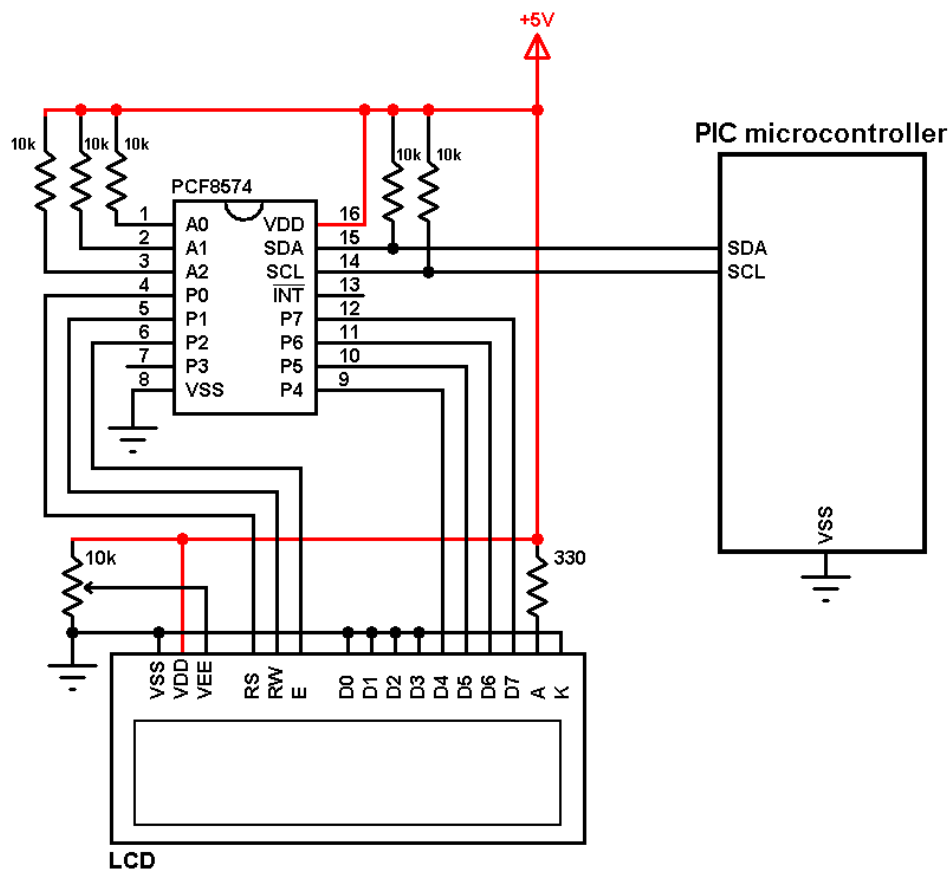 +5V
PIC microcontroller
10k 10k 10k 10k 10k
PCF8574
1 A0 VDD 16
2 A1 SDA 15 SDA
3 A2 SCL 14 SCL
4 P0 INT 13
5 P1 P7 12
6 P2 P6 11
7 P3 P5 10
8 VSS P4 9
VSS
10k 330
VSS VDD VEE RS RW E D0 D1 D2 D3 D4 D5 D6 D7 A K
LCD